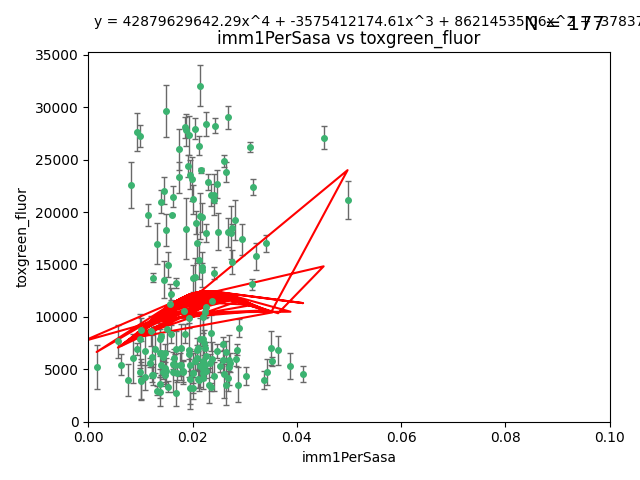 y = 42879629642.29x^4 + -3575412174.61x^3 +
N = 177
imm1PerSasa vs toxgreen_fluor
35000
30000
25000
20000
15000
10000
5000
0
toxgreen_fluor
0.00
0.02
0.04
0.06
0.08
0.10
imm1PerSasa